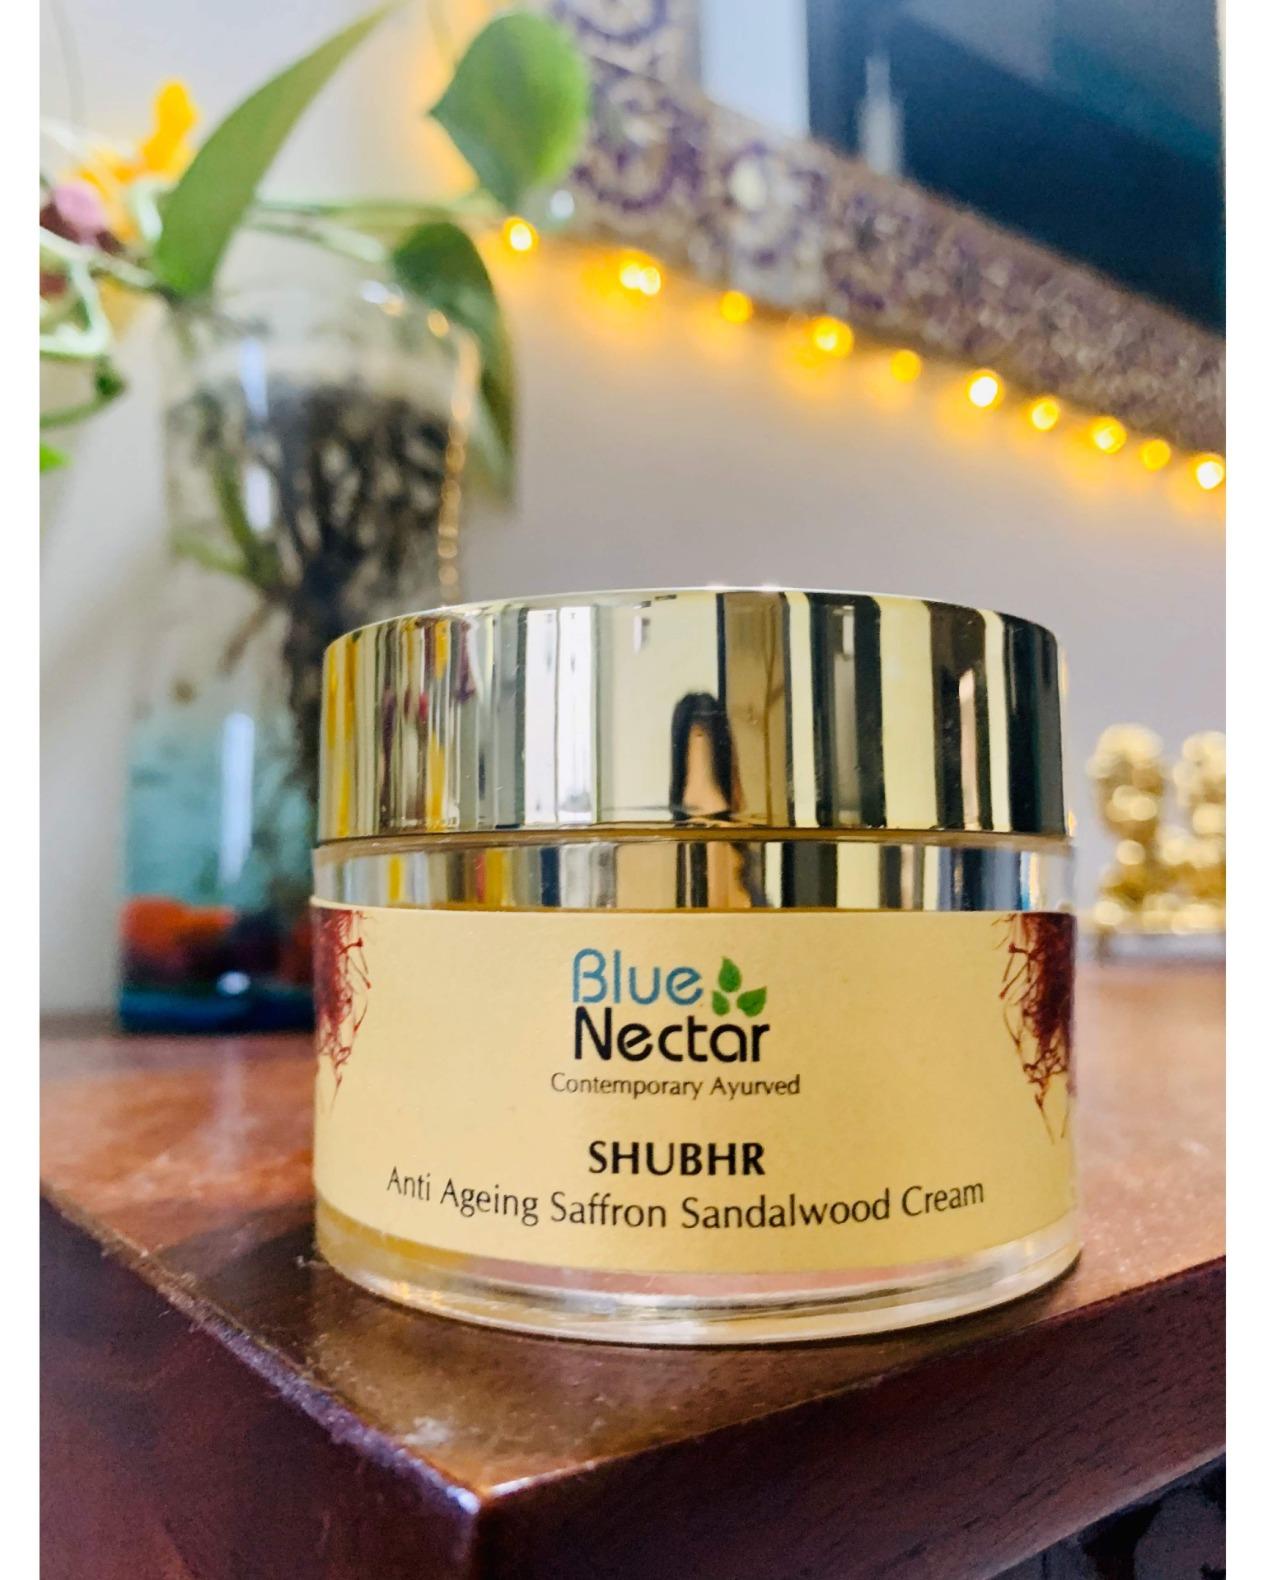 Blue
Nectar
Contemporary Ayurved
SHUBHR
Anti Ageing Saffron Sandalwood Cream